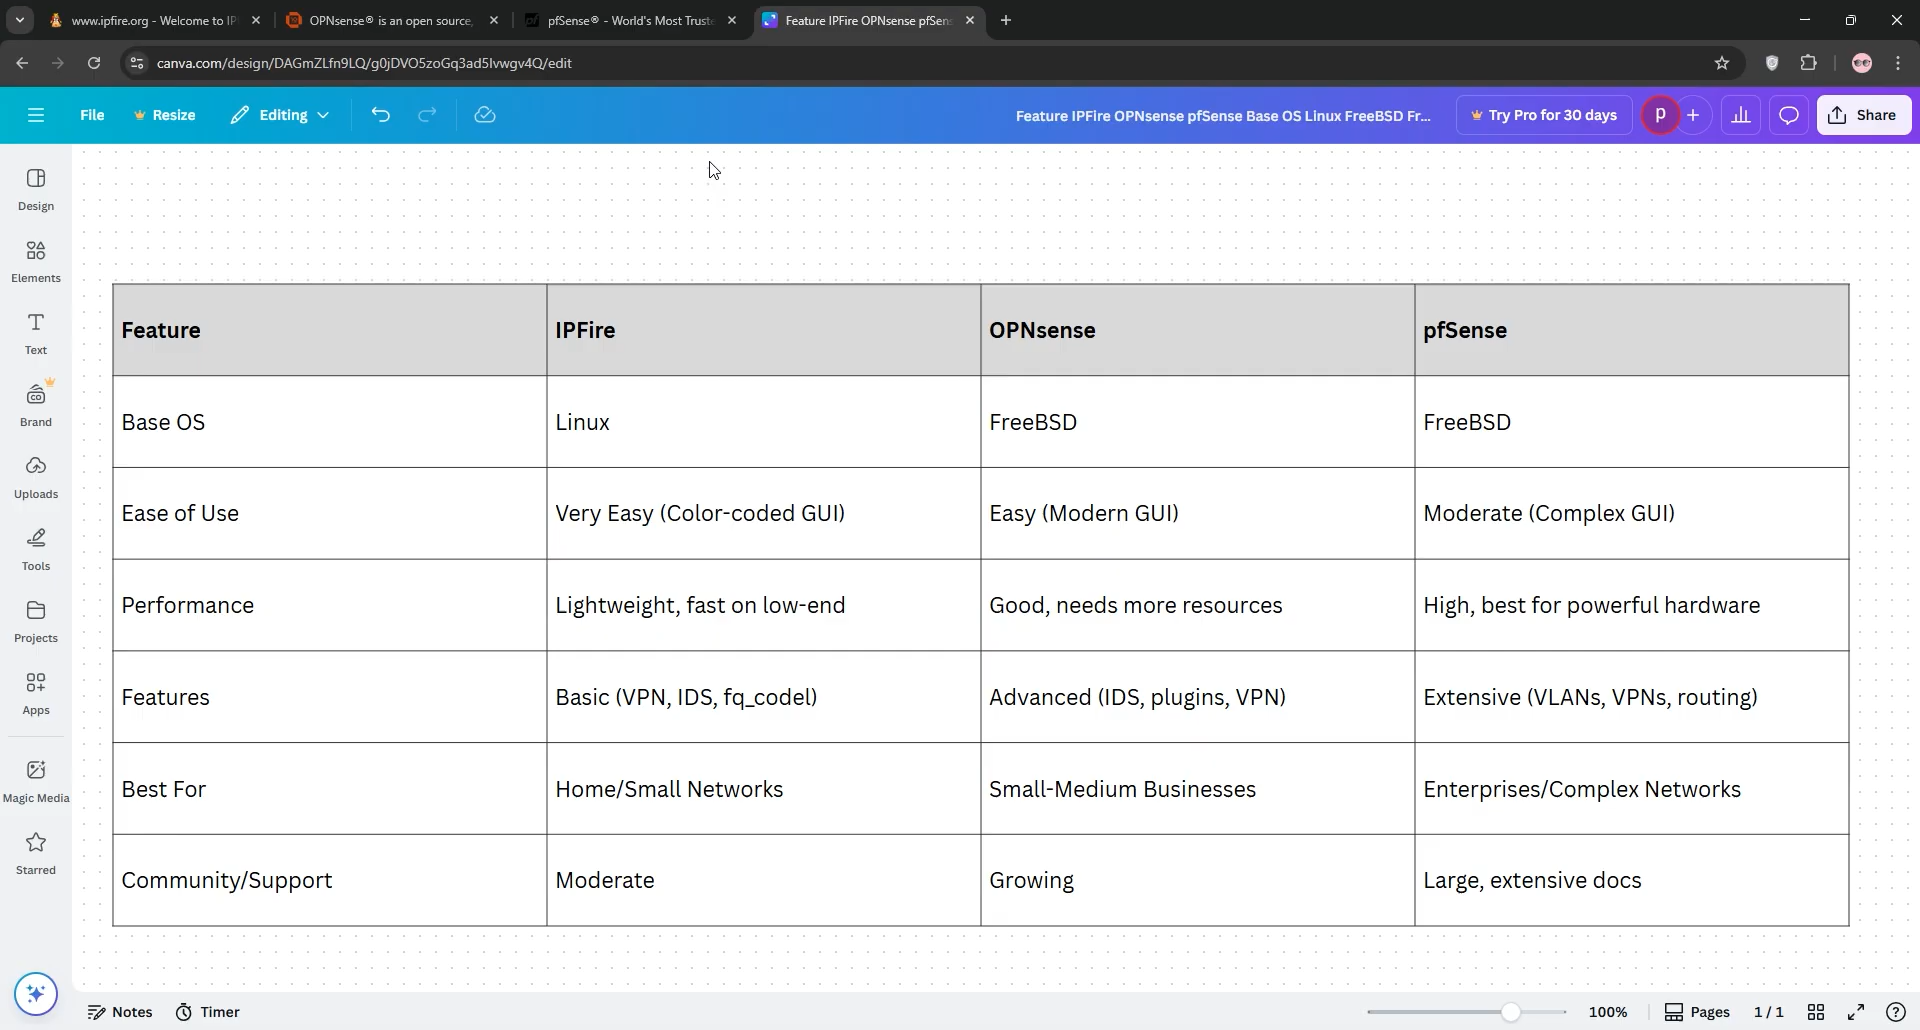 www.ipfire.org - Welcome to IP
OPNsense® is an open source,
pfSense® - World's Most Truste
Feature IPFire OPNsense pfSens
canva.com/design/DAGmZLfn9LQ/g0jDVO5zoGq3ad5lvwgv4Q/edit
File
Resize
Editing
Feature IPFire OPNsense pfSense Base OS Linux FreeBSD Fr...
Try Pro for 30 days
P
Share
Design
Elements
Text
CO
Brand
Uploads
Tools
Projects
Apps
Magic Media
Starred
Feature IPFire OPNsense pfSense
Base OS Linux FreeBSD FreeBSD
Ease of Use Very Easy (Color-coded GUI) Easy (Modern GUI) Moderate (Complex GUI)
Performance Lightweight, fast on low-end Good, needs more resources High, best for powerful hardware
Features Basic (VPN, IDS, fq_codel) Advanced (IDS, plugins, VPN) Extensive (VLANs, VPNs, routing)
Best For Home/Small Networks Small-Medium Businesses Enterprises/Complex Networks
Community/Support Moderate Growing Large, extensive docs
Notes
Timer
100%
Pages
1 / 1